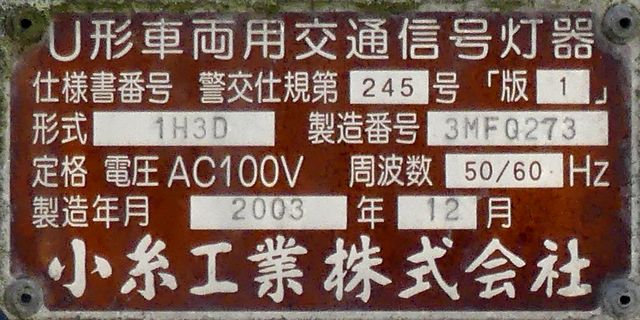 U形車両用交通信号灯器
仕様書番号 警交仕規第 245 号 「版 1 」
形式 1H3D 製造番号 3MFQ273
定格 電圧 AC100V 周波数 50/60 Hz
製造年月 2003 年 12 月
小糸工業株式会社